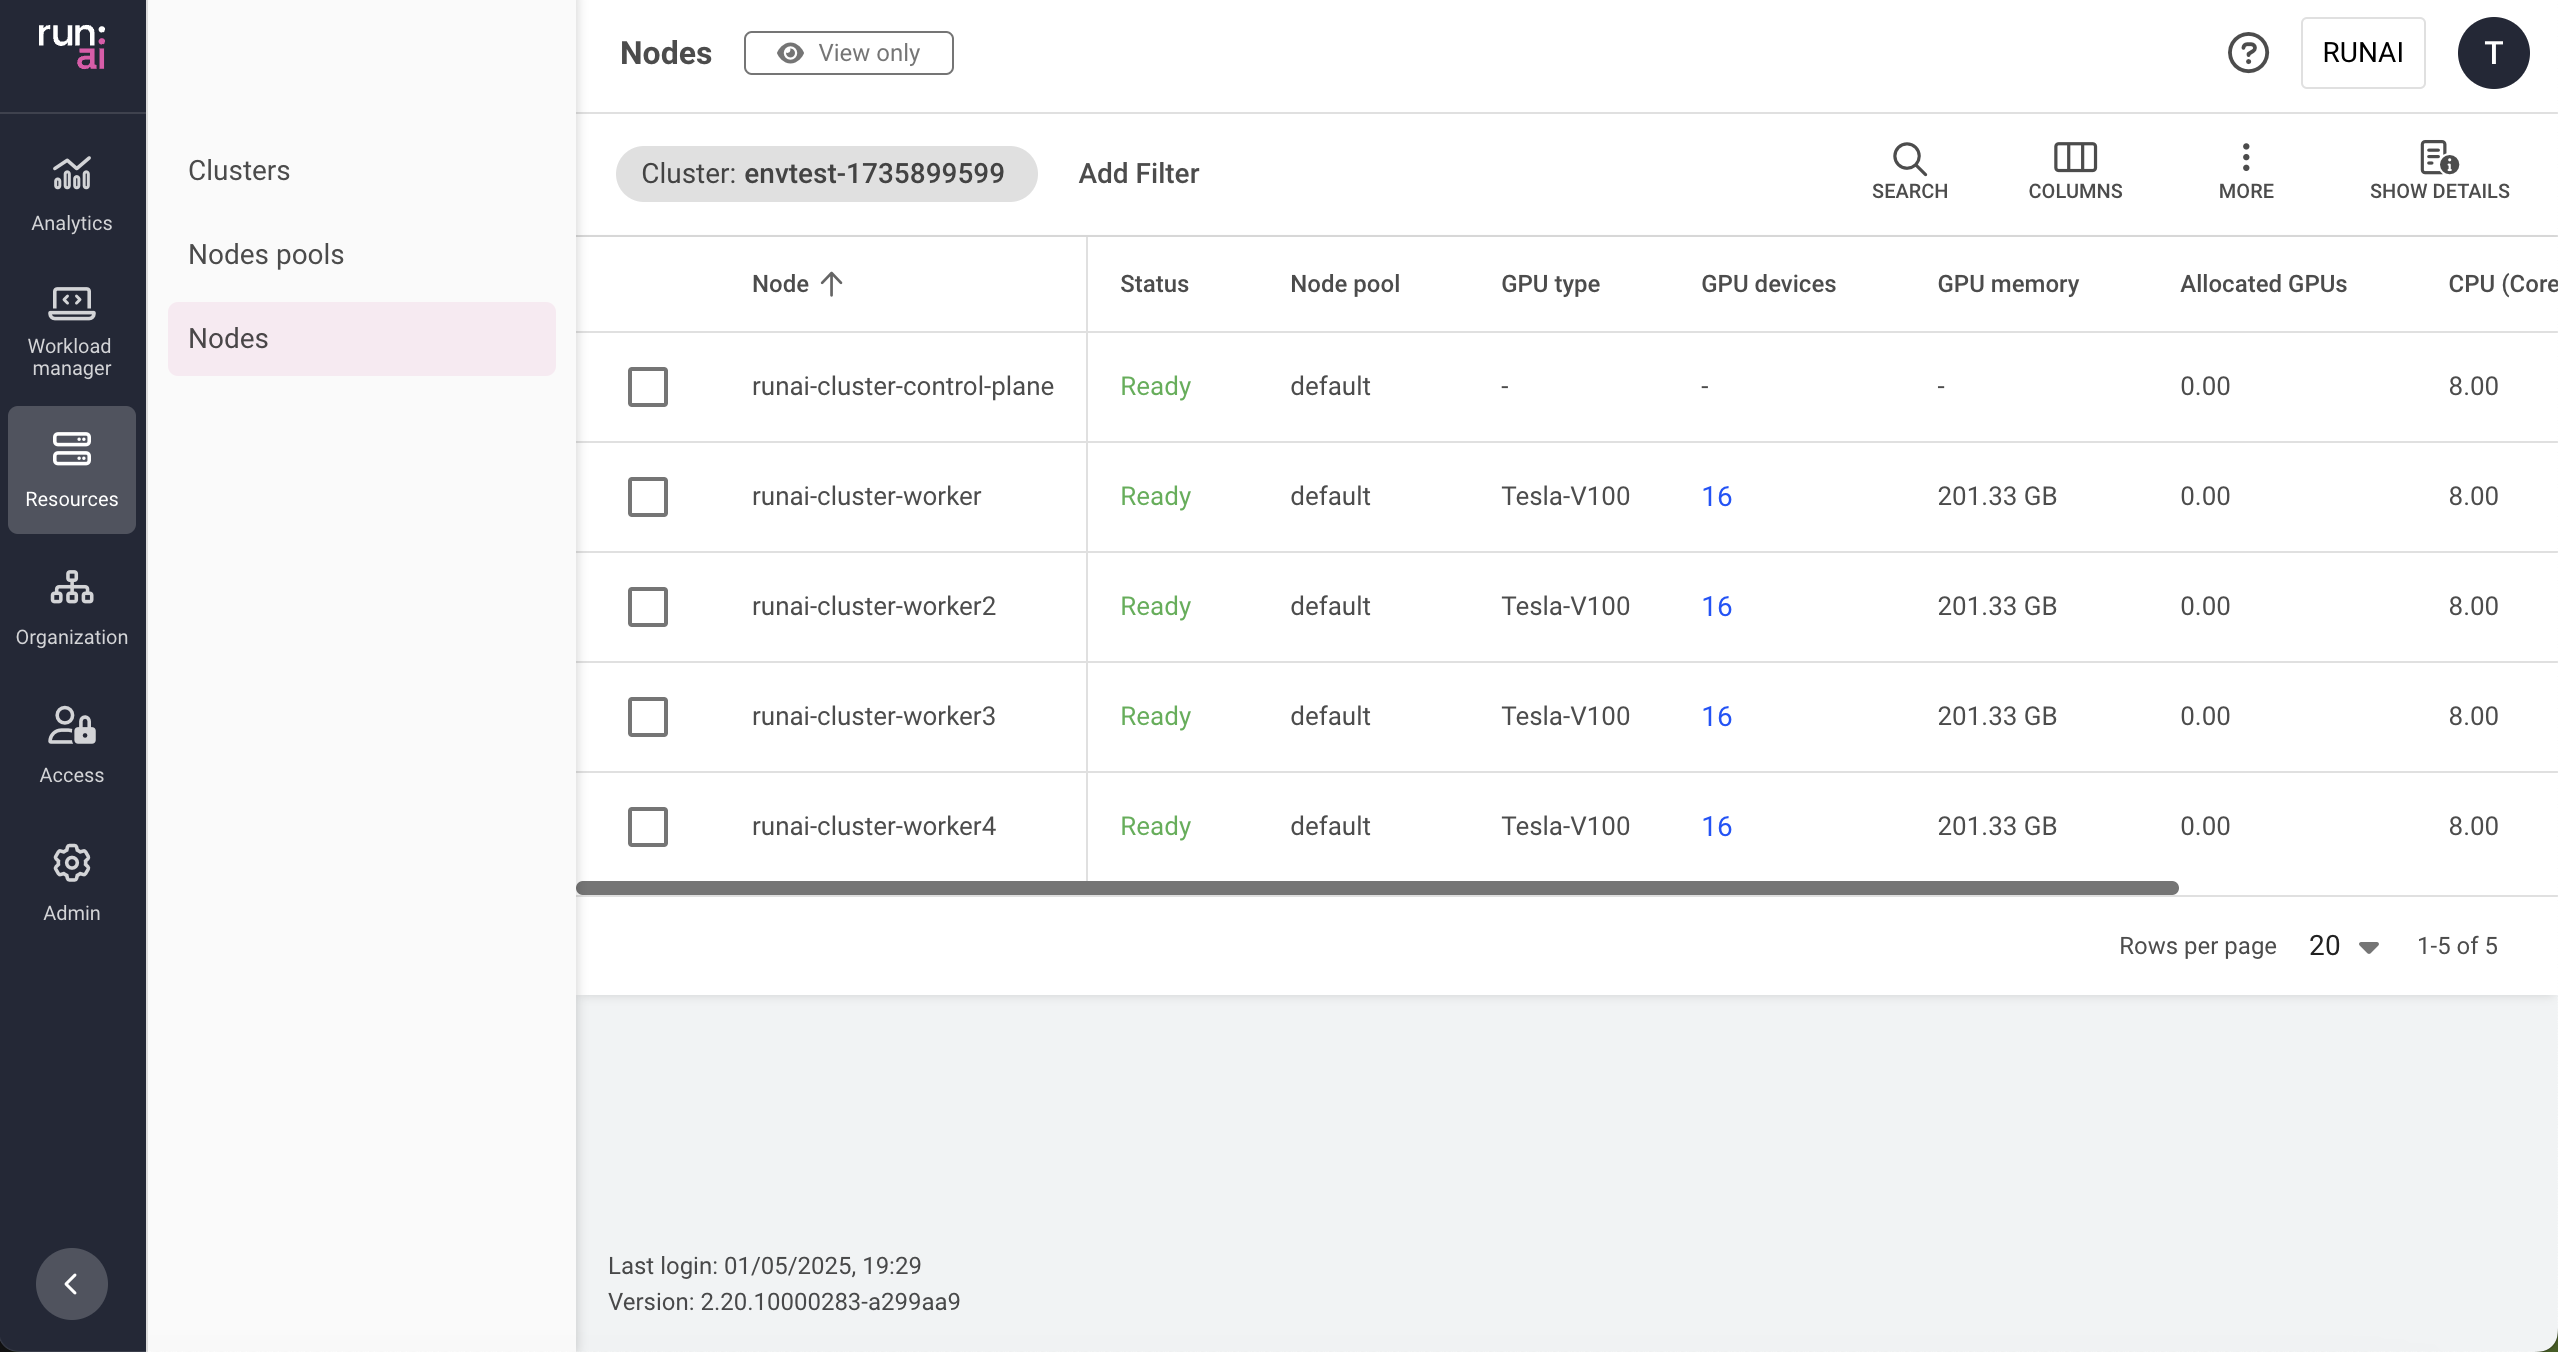 run:
ai
Analytics
Workload
manager
Resources
Organization
Access
Admin
Clusters
Nodes pools
Nodes
Nodes
View only
?
RUNAI
T
Cluster: envtest-1735899599
Add Filter
SEARCH
COLUMNS
MORE
SHOW DETAILS
Node Status Node pool GPU type GPU devices GPU memory Allocated GPUs CPU (Core
runai-cluster-control-plane Ready default - - - 0.00 8.00
runai-cluster-worker Ready default Tesla-V100 16 201.33 GB 0.00 8.00
runai-cluster-worker2 Ready default Tesla-V100 16 201.33 GB 0.00 8.00
runai-cluster-worker3 Ready default Tesla-V100 16 201.33 GB 0.00 8.00
runai-cluster-worker4 Ready default Tesla-V100 16 201.33 GB 0.00 8.00
Rows per page 20 1-5 of 5
Last login: 01/05/2025, 19:29
Version: 2.20.10000283-a299aa9